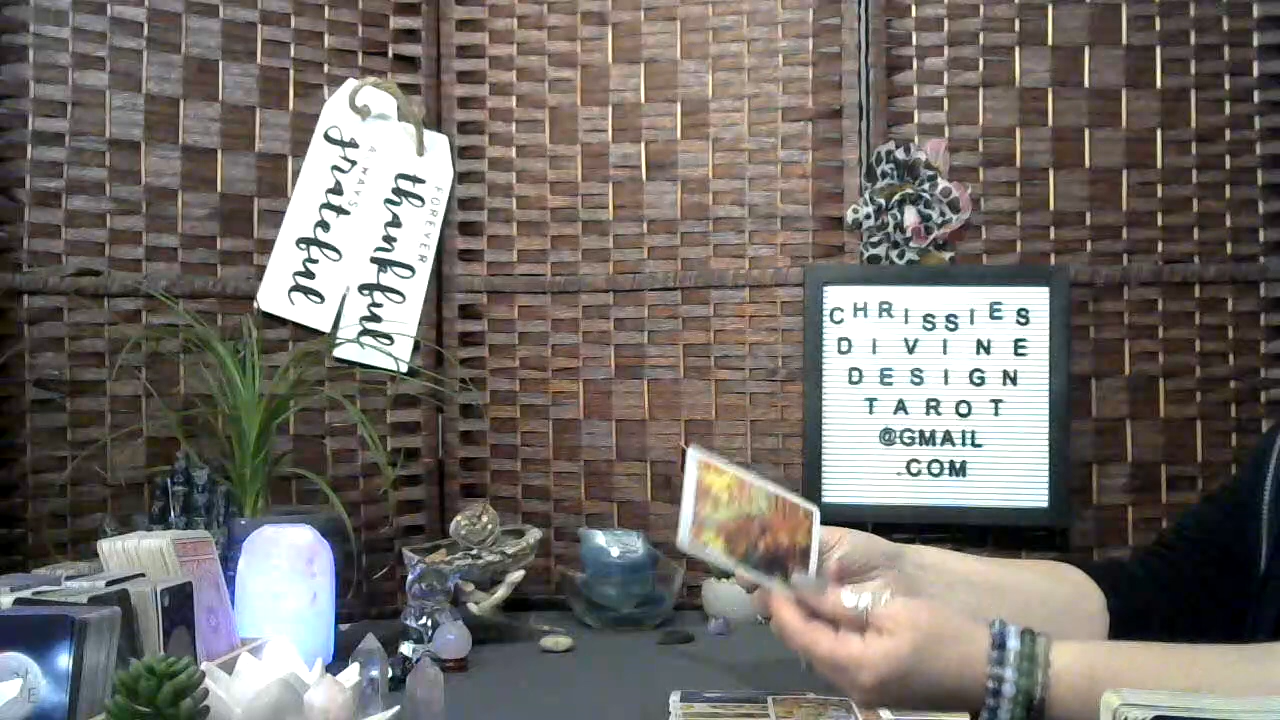 FOREVER
thankful
ALWAYS
grateful
CHRISSIES
DIVINE
DESIGN
TAROT
@GMAIL
.COM